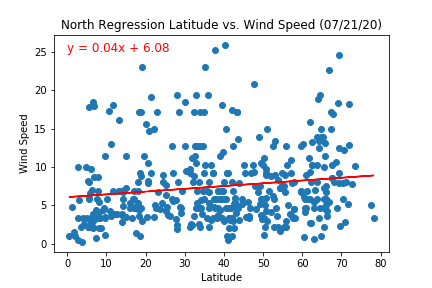 North Regression Latitude vs. Wind Speed (07/21/20)
y = 0.04x + 6.08
25
20
15
10
5
0
Wind Speed
0 10 20 30 40 50 60 70 80
Latitude